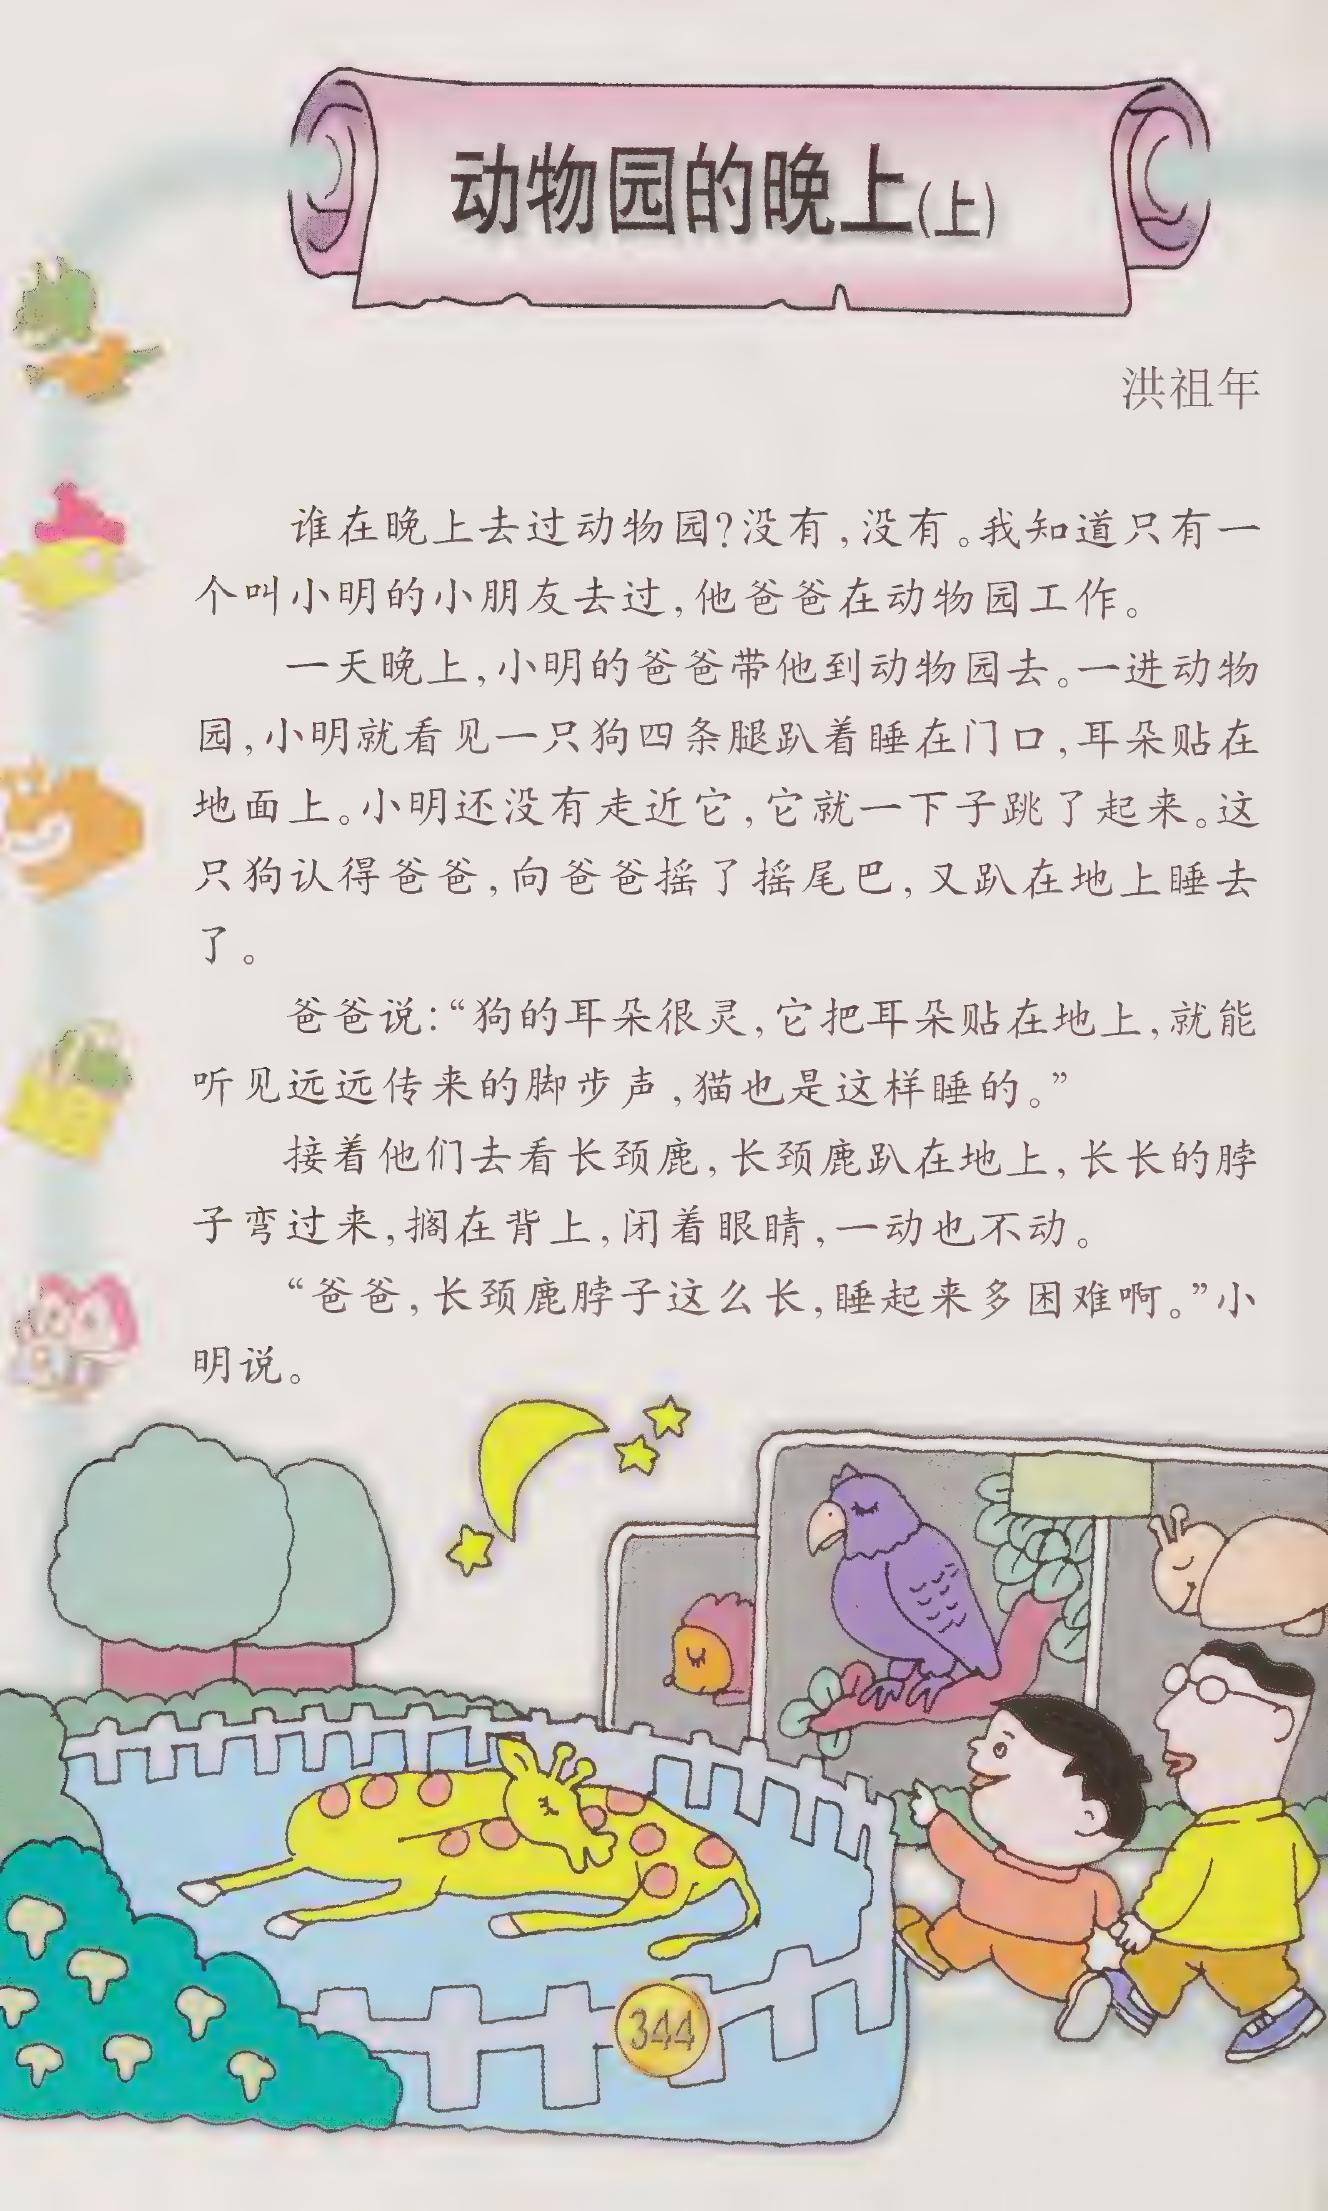 动物园的晚上(上)
洪祖年
谁在晚上去过动物园?没有,没有。我知道只有一
个叫小明的小朋友去过,他爸爸在动物园工作。
一天晚上,小明的爸爸带他到动物园去。一进动物
园,小明就看见一只狗四条腿趴着睡在门口,耳朵贴在
地面上。小明还没有走近它,它就一下子跳了起来。这
只狗认得爸爸,向爸爸摇了摇尾巴,又趴在地上睡去
了。
爸爸说:“狗的耳朵很灵,它把耳朵贴在地上,就能
听见远远传来的脚步声,猫也是这样睡的。”
接着他们去看长颈鹿,长颈鹿趴在地上,长长的脖
子弯过来,搁在背上,闭着眼睛,一动也不动。
“爸爸,长颈鹿脖子这么长,睡起来多困难啊。”小
明说。
344